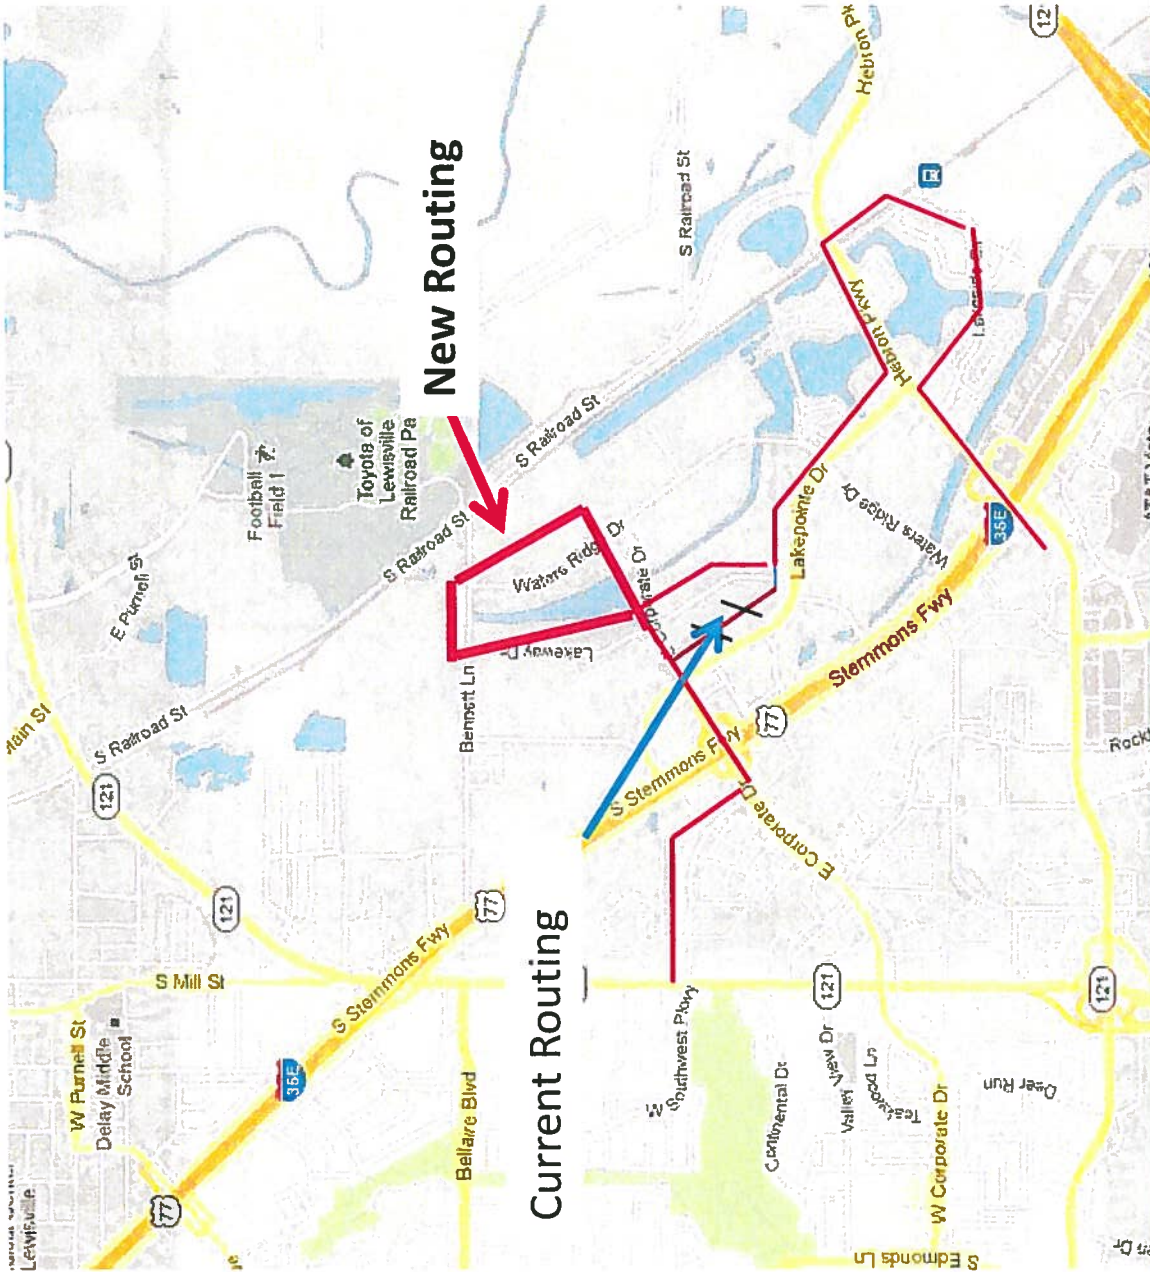 New Routing
Current Routing
Hebron
Hebron Pkwy
Hebron Pkwy
S Railroad St
S Railroad St
S Railroad St
S Railroad St
Toyota of
Lewisville
Railroad Pa
Football
Field 1
E Purnell St
Main St
121
121
121
121
12
Bennett Ln
Lakeway Dr
Waters Ridge Dr
Waters Ridge Dr
Corporate Dr
Lakepointe Dr
Stemmons Fwy
S Stemmons Fwy
S Stemmons Fwy
35E
35E
77
77
77
E Corporate Dr
W Corporate Dr
S Mill St
W Purnell St
Delay Middle
School
Lewisville
Bellaire Blvd
Southwest Pkwy
Continental Dr
Valley View Dr
Teakwood Ln
Deer Run
S Edmonds Ln